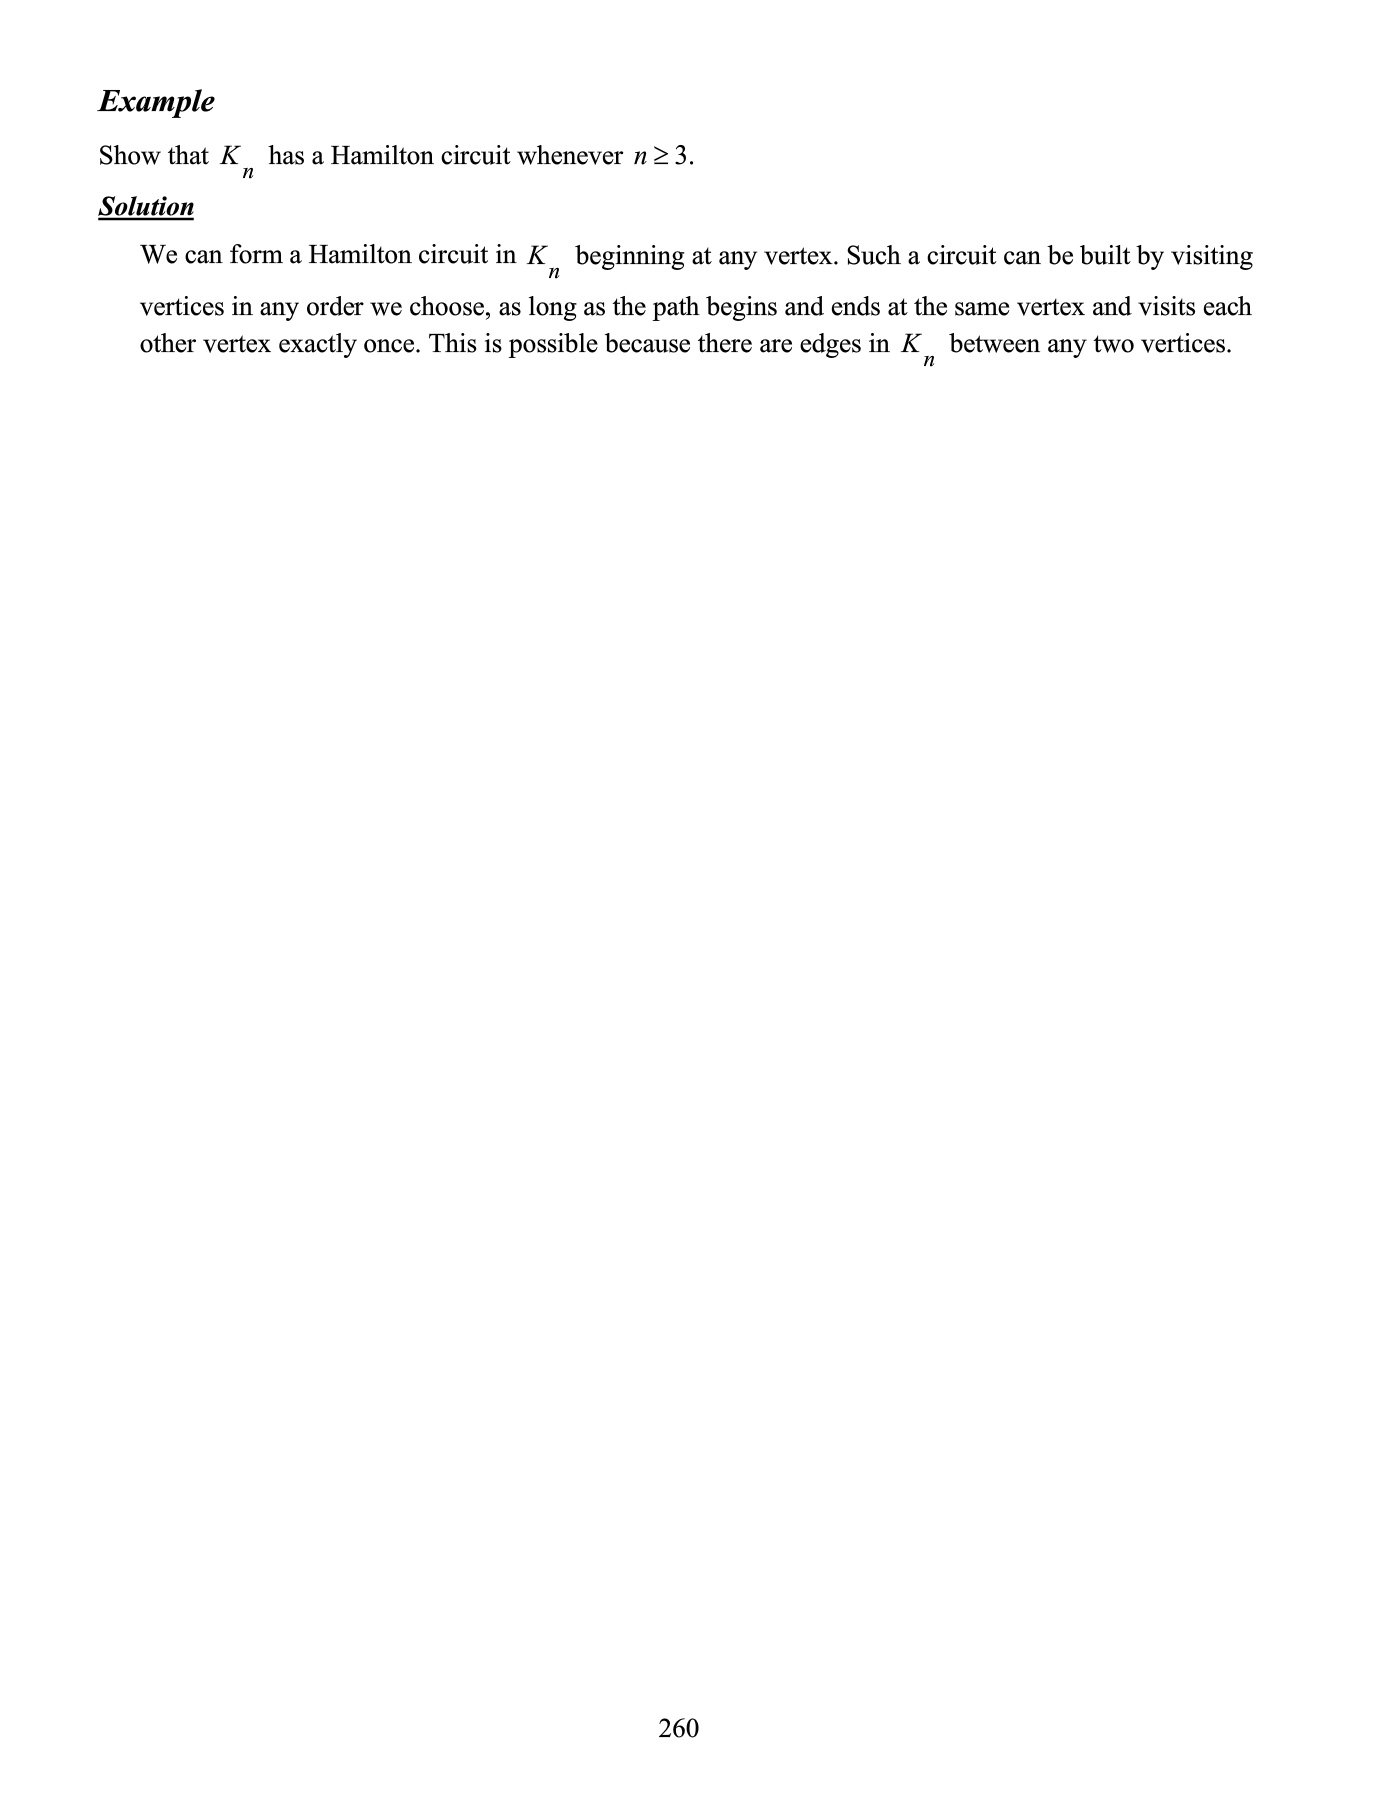 Example
Show that K_n has a Hamilton circuit whenever n ≥ 3.
Solution
We can form a Hamilton circuit in K_n beginning at any vertex. Such a circuit can be built by visiting
vertices in any order we choose, as long as the path begins and ends at the same vertex and visits each
other vertex exactly once. This is possible because there are edges in K_n between any two vertices.
260